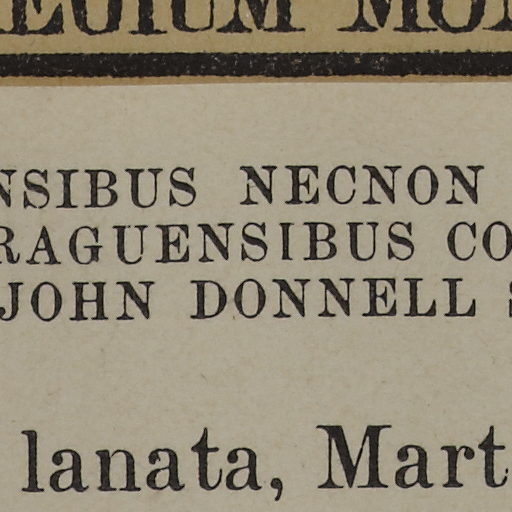 EGIUM MO
NSIBUS NECNON
RAGUENSIBUS CO
JOHN DONNELL S
lanata, Mart